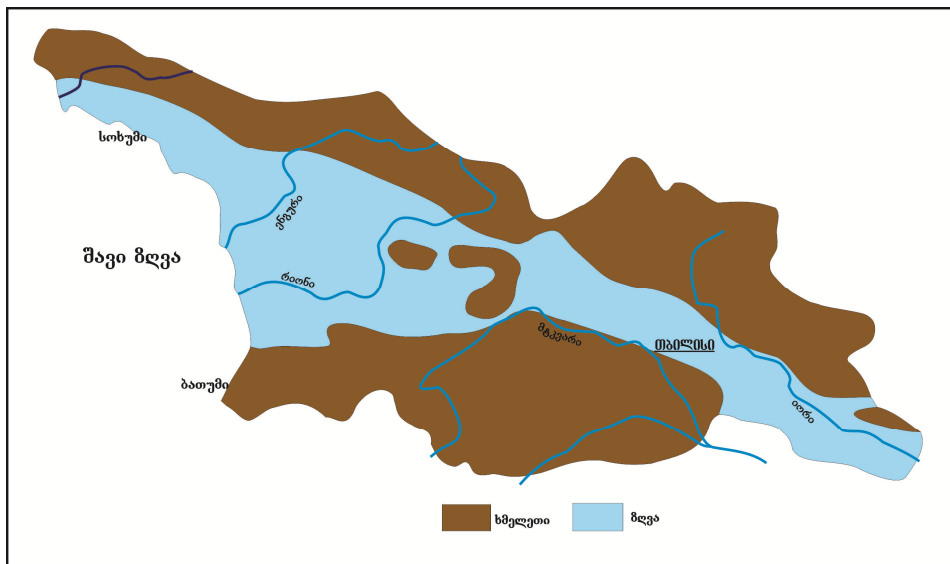 სოხუმი
ენგური
შავი ზღვა
რიონი
მტკვარი
თბილისი
ბათუმი
იორი
ხმელეთი
ზღვა